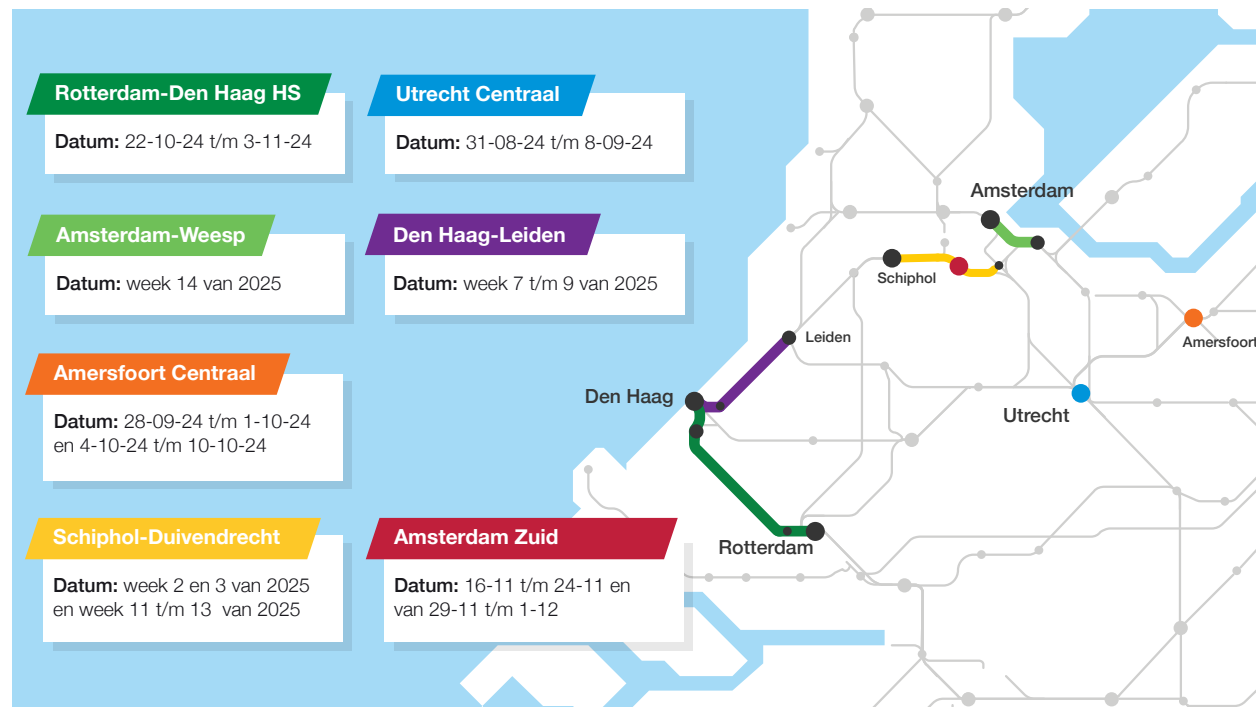 Rotterdam-Den Haag HS
Datum: 22-10-24 t/m 3-11-24
Utrecht Centraal
Datum: 31-08-24 t/m 8-09-24
Amsterdam-Weesp
Datum: week 14 van 2025
Den Haag-Leiden
Datum: week 7 t/m 9 van 2025
Amersfoort Centraal
Datum: 28-09-24 t/m 1-10-24
en 4-10-24 t/m 10-10-24
Schiphol-Duivendrecht
Datum: week 2 en 3 van 2025
en week 11 t/m 13 van 2025
Amsterdam Zuid
Datum: 16-11 t/m 24-11 en
van 29-11 t/m 1-12
Amsterdam
Schiphol
Leiden
Amersfoort
Den Haag
Utrecht
Rotterdam